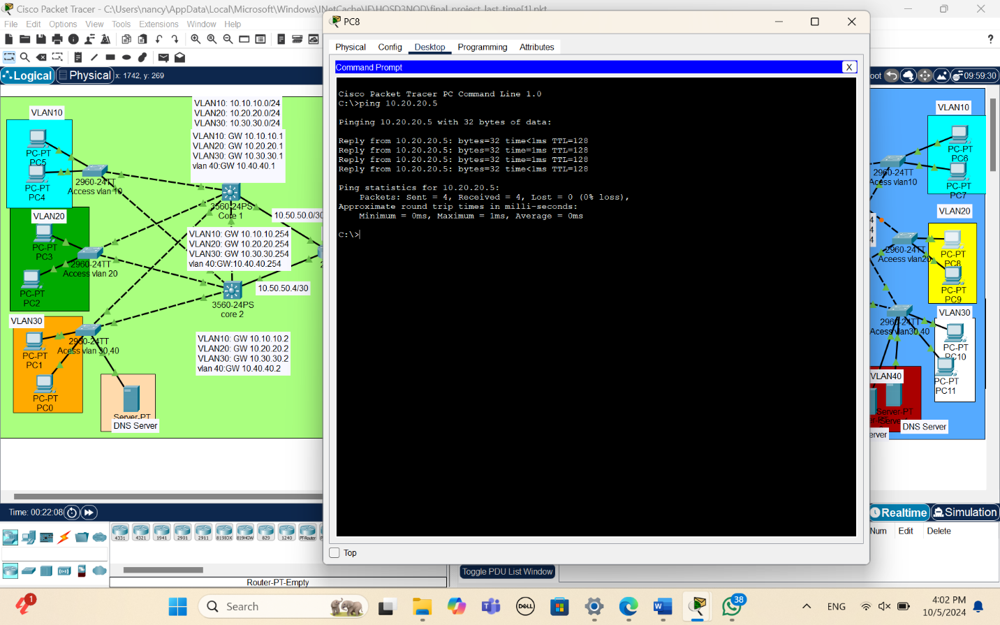 Cisco Packet Tracer - C:\Users\nancy\AppData\Local\Microsoft\Windows\INetCache\IE\HOSD3NOD\final project last time[1].pkt
File Edit Options View Tools Extensions Window Help
Logical Physical x: 1742, y: 269
oot 09:59:30
PC8
Physical Config Desktop Programming Attributes
Command Prompt X
Cisco Packet Tracer PC Command Line 1.0
C:\>ping 10.20.20.5
Pinging 10.20.20.5 with 32 bytes of data:
Reply from 10.20.20.5: bytes=32 time<1ms TTL=128
Reply from 10.20.20.5: bytes=32 time<1ms TTL=128
Reply from 10.20.20.5: bytes=32 time<1ms TTL=128
Reply from 10.20.20.5: bytes=32 time<1ms TTL=128
Ping statistics for 10.20.20.5:
Packets: Sent = 4, Received = 4, Lost = 0 (0% loss),
Approximate round trip times in milli-seconds:
Minimum = 0ms, Maximum = 1ms, Average = 0ms
C:\>
Top
VLAN10
PC-PT
PC5
PC-PT
PC4
2960-24TT
Access vlan 10
VLAN20
PC-PT
PC3
PC-PT
PC2
2960-24TT
Aceess vlan 20
VLAN30
PC-PT
PC1
PC-PT
PC0
2960-24TT
Acess vlan 30,40
Server-PT
DNS Server
VLAN10: 10.10.10.0/24
VLAN20: 10.20.20.0/24
VLAN30: 10.30.30.0/24
VLAN10: GW 10.10.10.1
VLAN20: GW 10.20.20.1
VLAN30: GW 10.30.30.1
vlan 40:GW 10.40.40.1
3560-24PS
Core 1
10.50.50.0/30
VLAN10: GW 10.10.10.254
VLAN20: GW 10.20.20.254
VLAN30: GW 10.30.30.254
vlan 40:GW:10.40.40.254
10.50.50.4/30
3560-24PS
core 2
VLAN10: GW 10.10.10.2
VLAN20: GW 10.20.20.2
VLAN30: GW 10.30.30.2
vlan 40:GW 10.40.40.2
VLAN10
PC-PT
PC6
PC-PT
PC7
2960-24TT
Acess vlan10
VLAN20
PC-PT
PC8
PC-PT
PC9
2960-24TT
Aceess vlan20
VLAN30
PC-PT
PC10
PC-PT
PC11
2960-24TT
Acess vlan30,40
VLAN40
Server-PT
DNS Server
erver
Time: 00:22:08
Realtime Simulation
4331 4321 1941 2901 2911 819IOX 819HGW 829 1240 PT-Router
Router-PT-Empty
Num Edit Delete
Toggle PDU List Window
1
Search
DELL
38
ENG
4:02 PM
10/5/2024